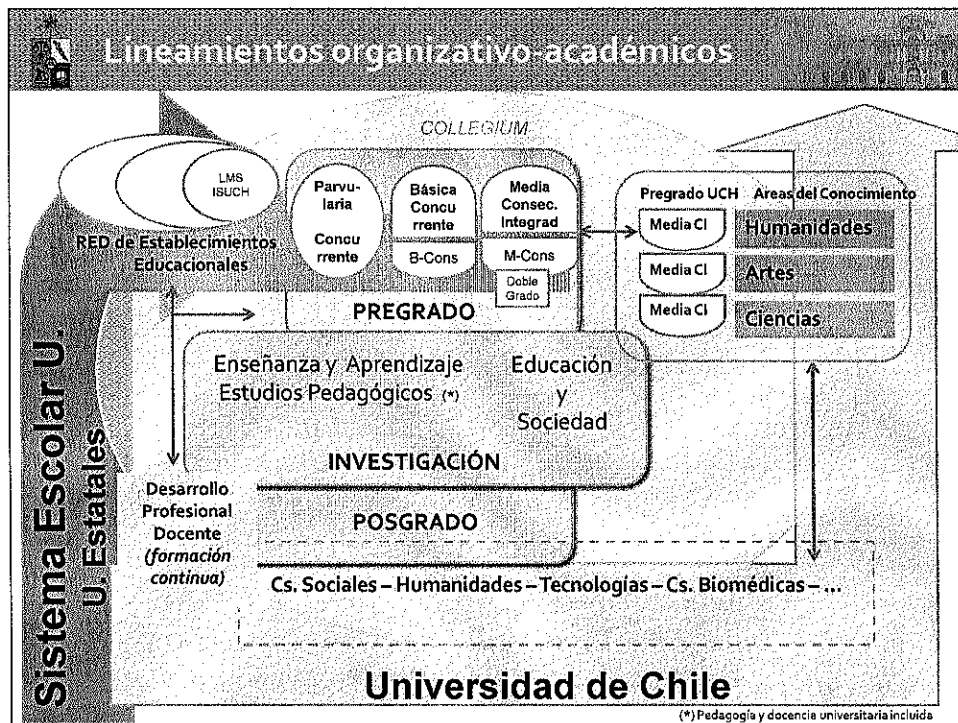 Lineamientos organizativo-académicos
COLLEGIUM
LMS
ISUCH
RED de Establecimientos
Educacionales
Parvu-
laria
Concu
rrente
Básica
Concu
rrente
B-Cons
Media
Consec.
Integrad
M-Cons
Doble
Grado
PREGRADO
Pregrado UCH
Areas del Conocimiento
Media CI
Humanidades
Media CI
Artes
Media CI
Ciencias
Enseñanza y Aprendizaje
Estudios Pedagógicos (*)
Educación
y
Sociedad
INVESTIGACIÓN
Desarrollo
Profesional
Docente
(formación
continua)
POSGRADO
Cs. Sociales – Humanidades – Tecnologías – Cs. Biomédicas – ...
Sistema Escolar U.
U. Estatales
Universidad de Chile
(*) Pedagogía y docencia universitaria incluida